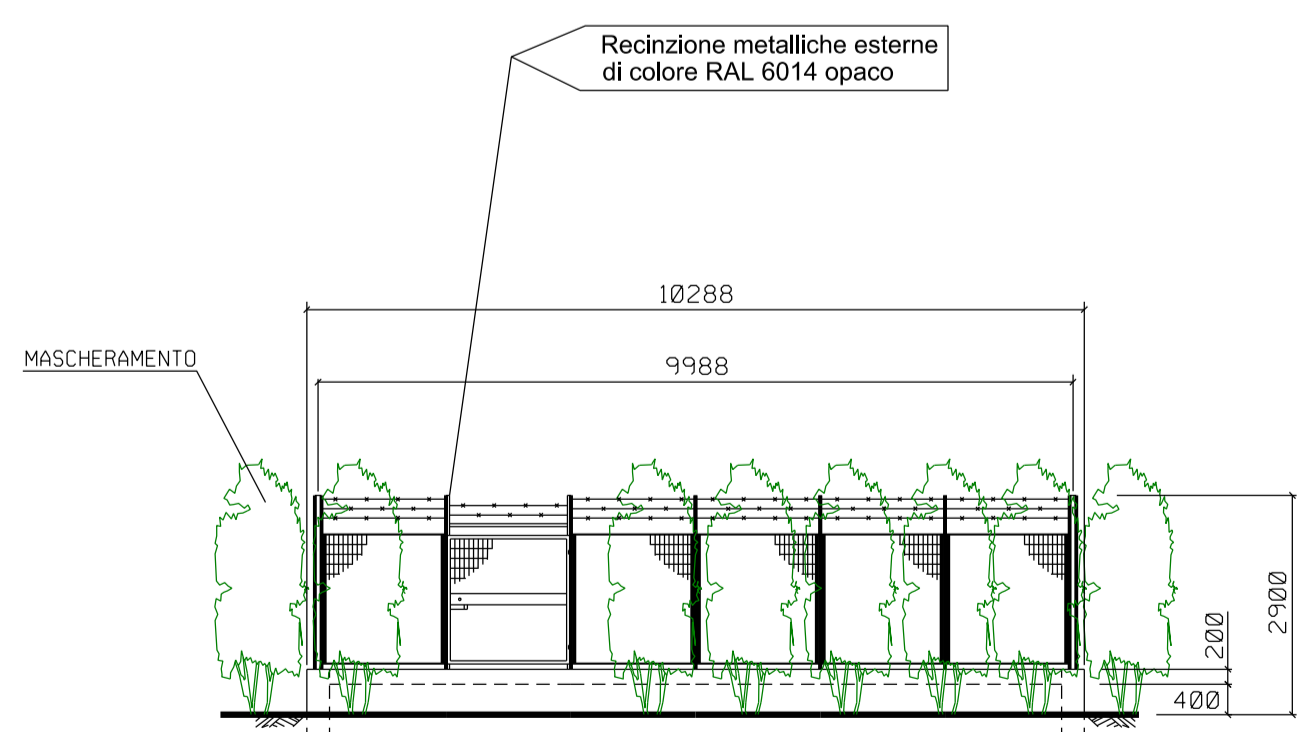 Recinzione metalliche esterne
di colore RAL 6014 opaco
10288
MASCHERAMENTO
9988
2900
200
400